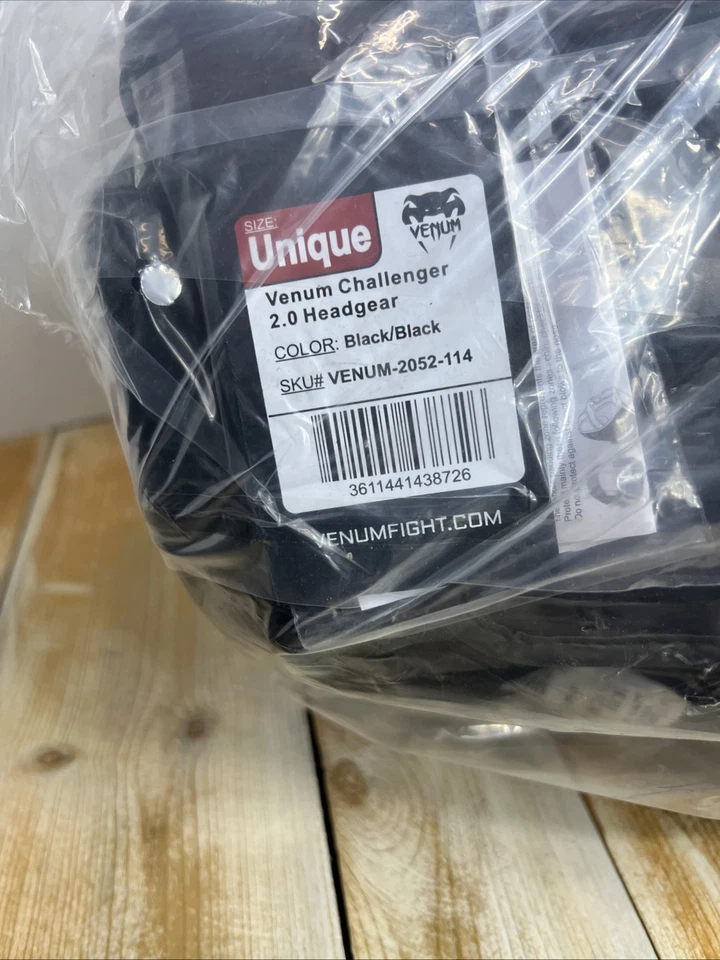 SIZE:
Unique
VENUM
Venum Challenger
2.0 Headgear
COLOR: Black/Black
SKU# VENUM-2052-114
3611441438726
VENUMFIGHT.COM